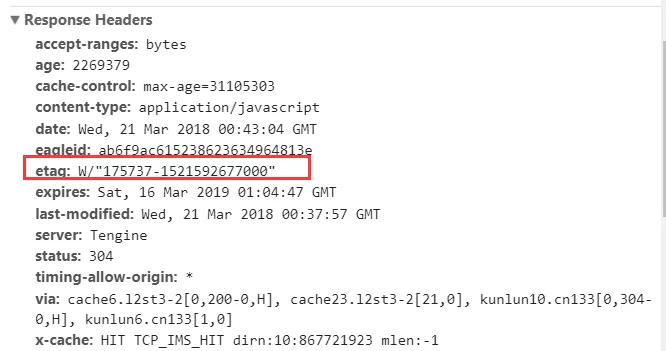 Response Headers
accept-ranges: bytes
age: 2269379
cache-control: max-age=31105303
content-type: application/javascript
date: Wed, 21 Mar 2018 00:43:04 GMT
eagleid: ab6f9ac615238623634964813e
etag: W/"175737-1521592677000"
expires: Sat, 16 Mar 2019 01:04:47 GMT
last-modified: Wed, 21 Mar 2018 00:37:57 GMT
server: Tengine
status: 304
timing-allow-origin: *
via: cache6.l2st3-2[0,200-0,H], cache23.l2st3-2[21,0], kunlun10.cn133[0,304-
0,H], kunlun6.cn133[1,0]
x-cache: HIT TCP_IMS_HIT dirn:10:867721923 mlen:-1